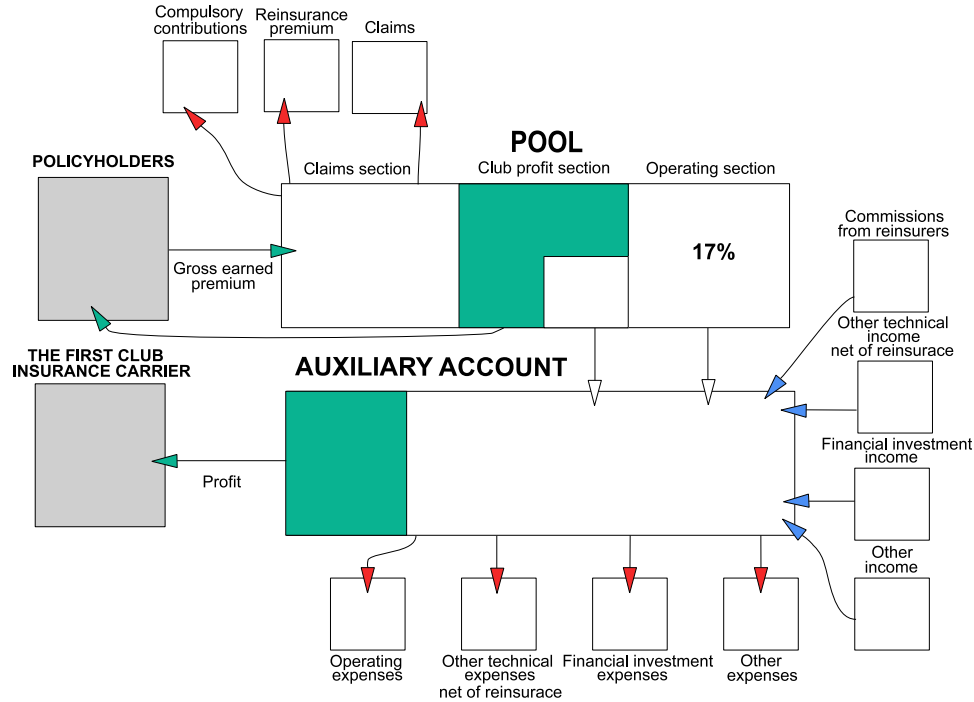 Compulsory
contributions
Reinsurance
premium
Claims
POOL
POLICYHOLDERS
Claims section
Club profit section
Operating section
17%
Gross earned
premium
Commissions
from reinsurers
Other technical
income
net of reinsurace
THE FIRST CLUB
INSURANCE CARRIER
AUXILIARY ACCOUNT
Profit
Financial investment
income
Other
income
Operating
expenses
Other technical
expenses
net of reinsurace
Financial investment
expenses
Other
expenses